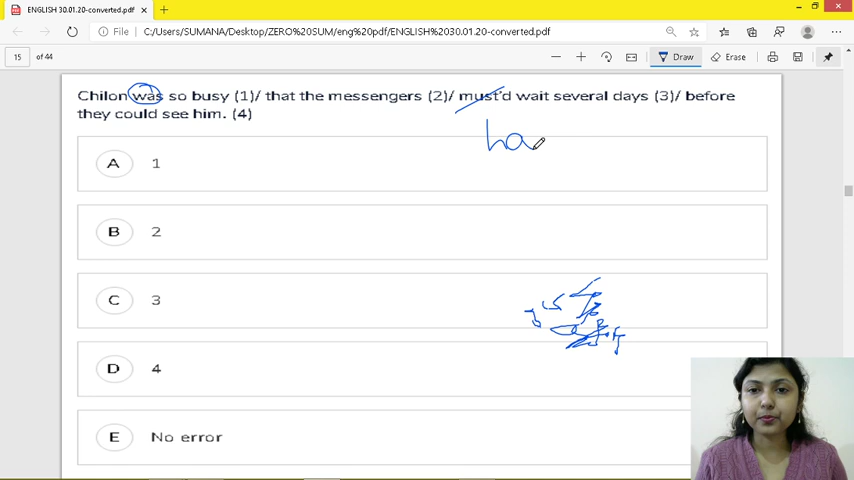 ENGLISH 30.01.20-converted.pdf
File
C:/Users/SUMANA/Desktop/ZERO%20SUM/eng%20pdf/ENGLISH%2030.01.20-converted.pdf
15 of 44
Draw
Erase
Chilon was so busy (1)/ that the messengers (2)/ must'd wait several days (3)/ before
they could see him. (4)
ha
A 1
B 2
C 3
D 4
E No error